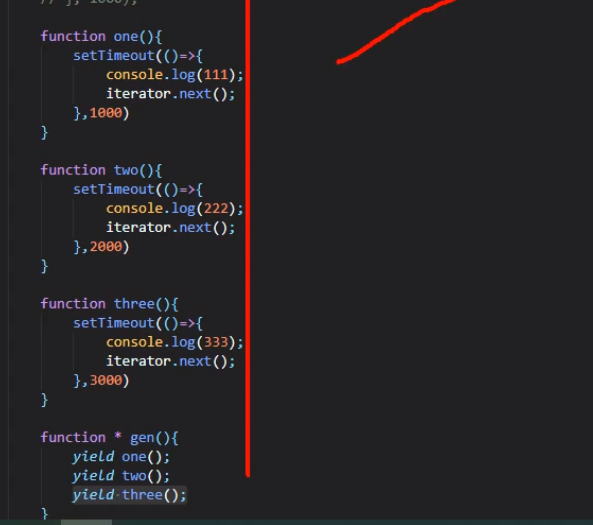 // }, 1000);
function one(){
setTimeout(()=>{
console.log(111);
iterator.next();
},1000)
}
function two(){
setTimeout(()=>{
console.log(222);
iterator.next();
},2000)
}
function three(){
setTimeout(()=>{
console.log(333);
iterator.next();
},3000)
}
function * gen(){
yield one();
yield two();
yield three();
}